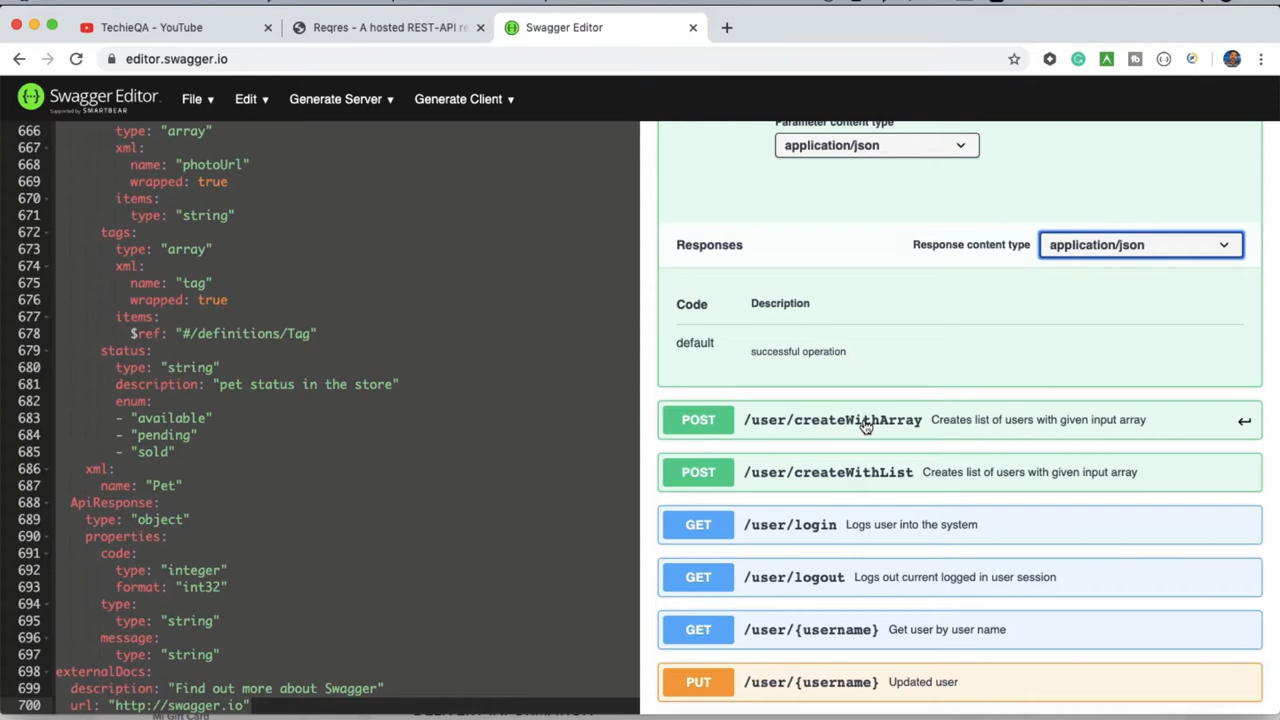 TechieQA - YouTube
Reqres - A hosted REST-API re
Swagger Editor
editor.swagger.io
Swagger Editor
Supported by SMARTBEAR
File
Edit
Generate Server
Generate Client
666 type: "array"
667 xml:
668 name: "photoUrl"
669 wrapped: true
670 items:
671 type: "string"
672 tags:
673 type: "array"
674 xml:
675 name: "tag"
676 wrapped: true
677 items:
678 $ref: "#/definitions/Tag"
679 status:
680 type: "string"
681 description: "pet status in the store"
682 enum:
683 - "available"
684 - "pending"
685 - "sold"
686 xml:
687 name: "Pet"
688 ApiResponse:
689 type: "object"
690 properties:
691 code:
692 type: "integer"
693 format: "int32"
694 type:
695 type: "string"
696 message:
697 type: "string"
698 externalDocs:
699 description: "Find out more about Swagger"
700 url: "http://swagger.io"
Parameter content type
application/json
Responses
Response content type
application/json
Code
Description
default
successful operation
POST /user/createWithArray Creates list of users with given input array
POST /user/createWithList Creates list of users with given input array
GET /user/login Logs user into the system
GET /user/logout Logs out current logged in user session
GET /user/{username} Get user by user name
PUT /user/{username} Updated user
Mi Gift Card